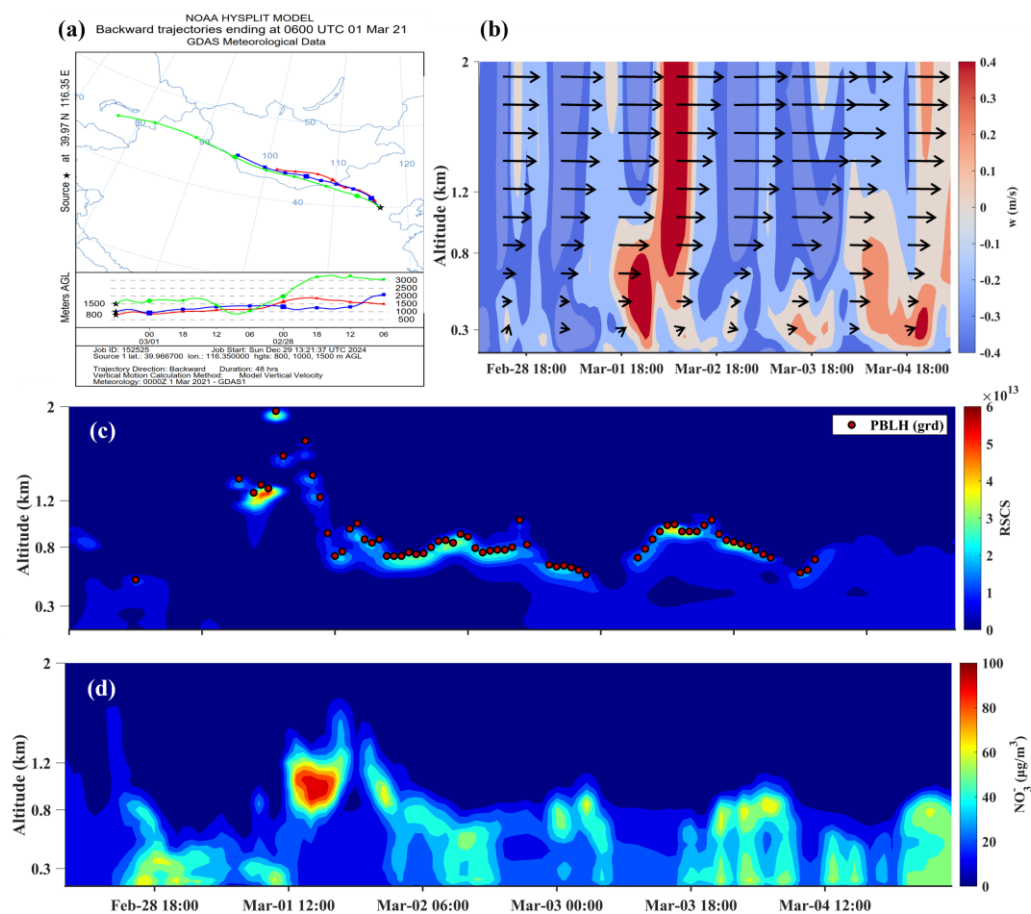 (a)
NOAA HYSPLIT MODEL
Backward trajectories ending at 0600 UTC 01 Mar 21
GDAS Meteorological Data
Source ★ at 39.97 N 116.35 E
70
80
90
100
110
120
60
50
40
Meters AGL
1500
1000
800
3000
2500
2000
1500
1000
500
00 18 12 06 00 18 12 06
03/01 02/28
Job ID: 152525 Job Start: Sun Dec 29 13:21:37 UTC 2024
Source 1 lat.: 39.966700 lon.: 116.350000 hgts: 800, 1000, 1500 m AGL
Trajectory Direction: Backward Duration: 48 hrs
Vertical Motion Calculation Method: Model Vertical Velocity
Meteorology: 0000Z 1 Mar 2021 - GDAS1
(b)
Altitude (km)
2
1.2
0.8
0.3
Feb-28 18:00 Mar-01 18:00 Mar-02 18:00 Mar-03 18:00 Mar-04 18:00
0.4
0.3
0.2
0.1
0
-0.1
-0.2
-0.3
-0.4
w (m/s)
(c)
Altitude (km)
2
1.2
0.8
0.3
PBLH (grd)
×10¹³
6
5
4
3
2
1
0
RSCS
(d)
Altitude (km)
2
1.2
0.8
0.3
Feb-28 18:00 Mar-01 12:00 Mar-02 06:00 Mar-03 00:00 Mar-03 18:00 Mar-04 12:00
100
80
60
40
20
0
NO₃⁻ (µg/m³)